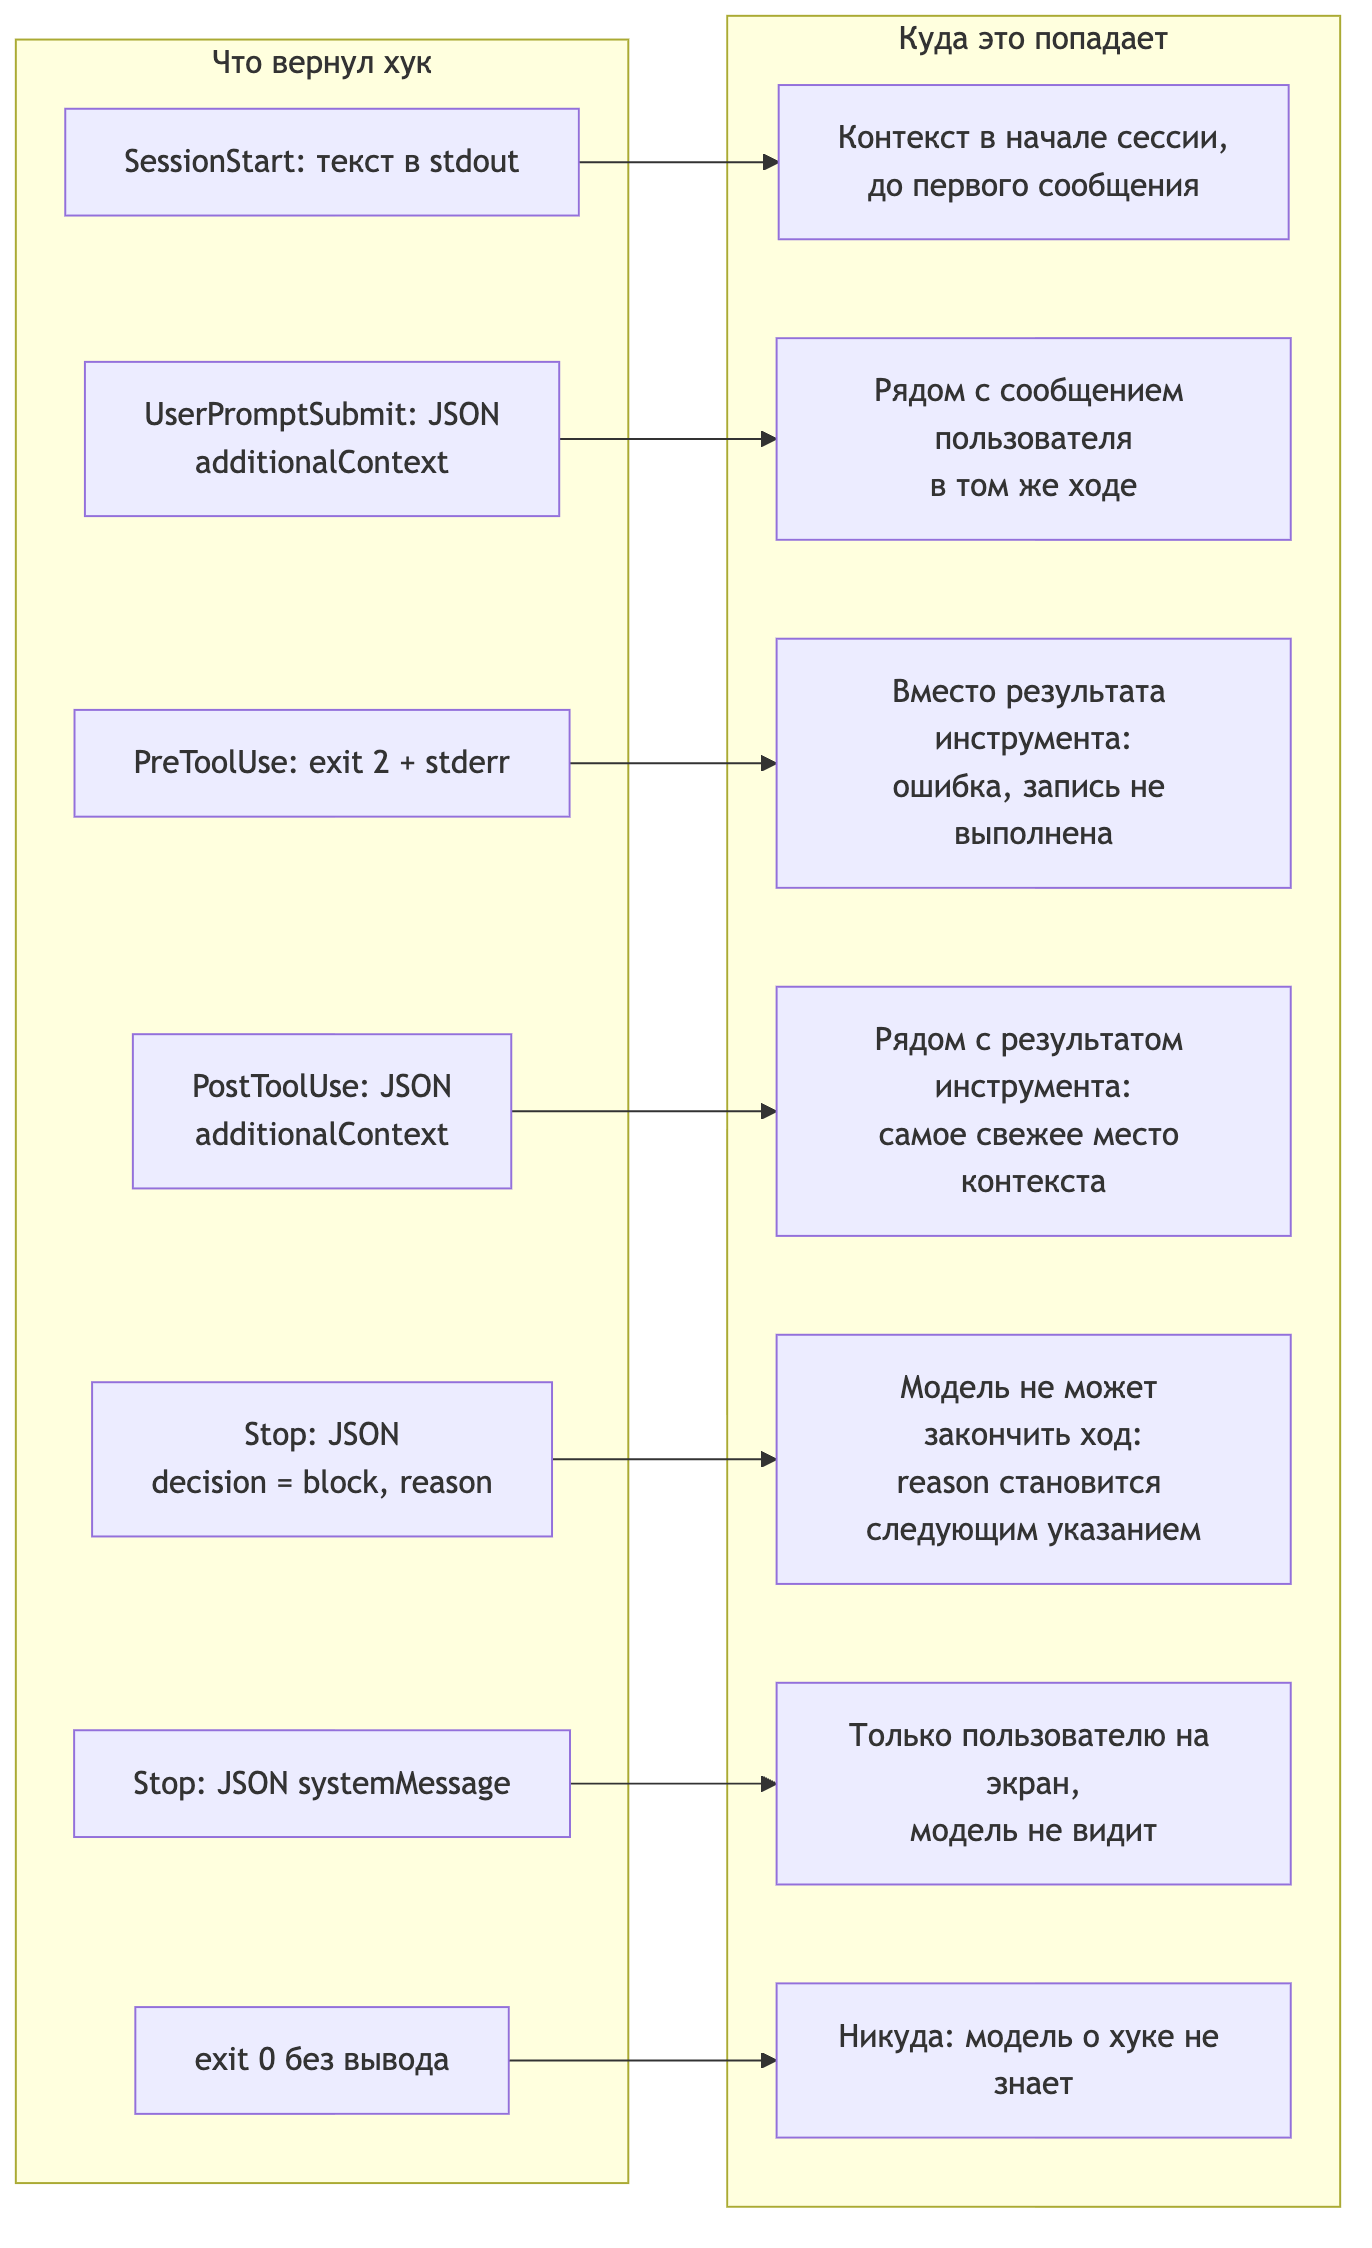 Что вернул хук
Куда это попадает
SessionStart: текст в stdout
Контекст в начале сессии,
до первого сообщения
UserPromptSubmit: JSON
additionalContext
Рядом с сообщением
пользователя
в том же ходе
PreToolUse: exit 2 + stderr
Вместо результата
инструмента:
ошибка, запись не
выполнена
PostToolUse: JSON
additionalContext
Рядом с результатом
инструмента:
самое свежее место
контекста
Stop: JSON
decision = block, reason
Модель не может
закончить ход:
reason становится
следующим указанием
Stop: JSON systemMessage
Только пользователю на
экран,
модель не видит
exit 0 без вывода
Никуда: модель о хуке не
знает